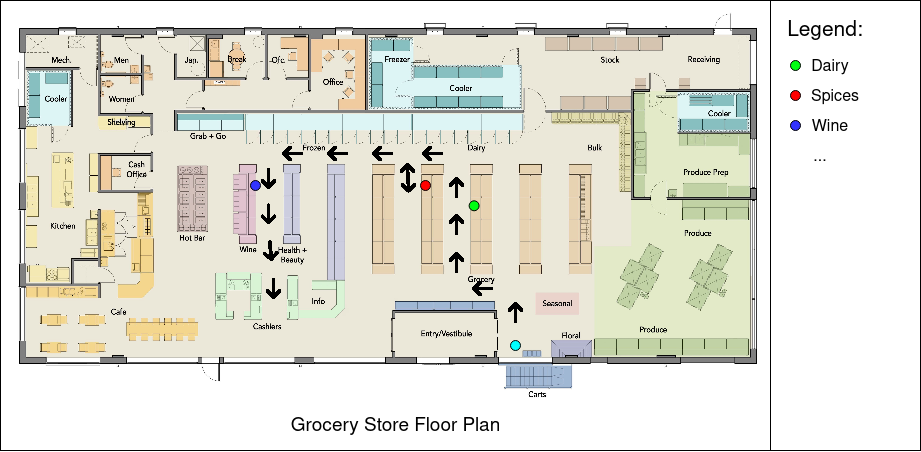 Legend:
Dairy
Spices
Wine
...
Mech.
Men
Jan.
Break
Ofc.
Office
Freezer
Cooler
Stock
Receiving
Cooler
Women
Shelving
Grab + Go
Frozen
Dairy
Bulk
Cooler
Produce Prep
Cash
Office
Kitchen
Hot Bar
Wine
Health +
Beauty
Grocery
Produce
Info
Seasonal
Cafe
Cashiers
Entry/Vestibule
Floral
Produce
Carts
Grocery Store Floor Plan